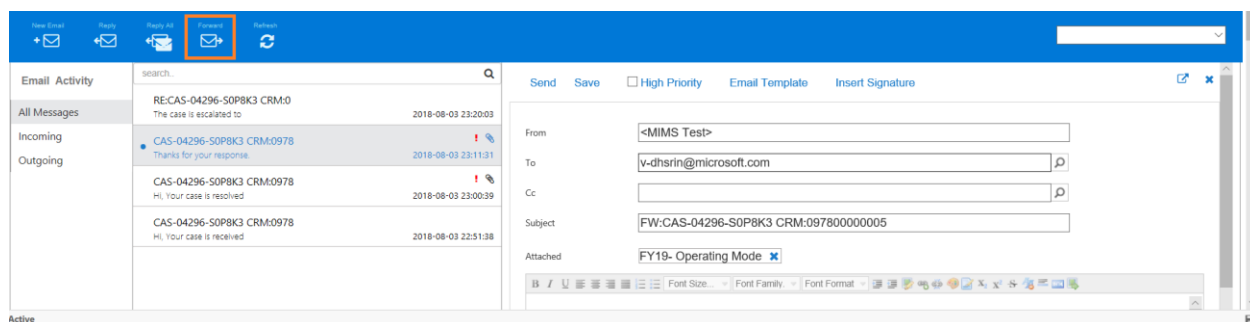 New Email Reply Reply All Forward Refresh
Email Activity
All Messages
Incoming
Outgoing
search..
RE:CAS-04296-S0P8K3 CRM:0
The case is escalated to 2018-08-03 23:20:03
CAS-04296-S0P8K3 CRM:0978
Thanks for your response. 2018-08-03 23:11:31
CAS-04296-S0P8K3 CRM:0978
Hi, Your case is resolved 2018-08-03 23:00:39
CAS-04296-S0P8K3 CRM:0978
Hi, Your case is received 2018-08-03 22:51:38
Send Save High Priority Email Template Insert Signature
From <MIMS Test>
To v-dhsrin@microsoft.com
Cc
Subject FW:CAS-04296-S0P8K3 CRM:097800000005
Attached FY19- Operating Mode
B I U Font Size... Font Family. Font Format
Active